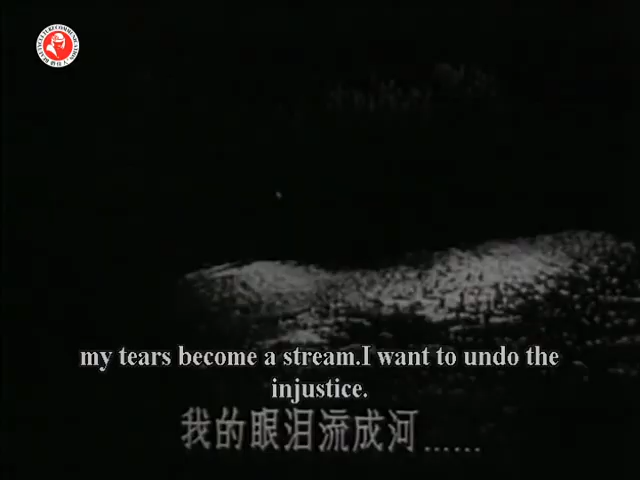 my tears become a stream.I want to undo the
injustice.
我的眼泪流成河……